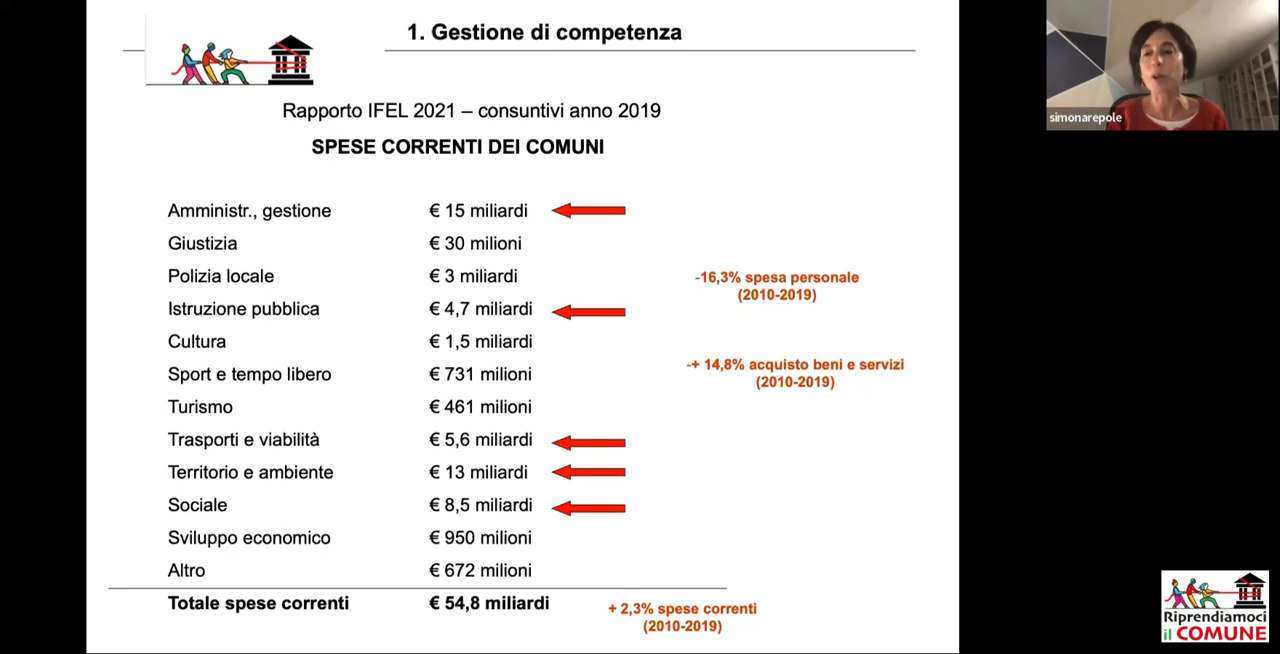 1. Gestione di competenza
simonarepole
Rapporto IFEL 2021 – consuntivi anno 2019
SPESE CORRENTI DEI COMUNI
Amministr., gestione € 15 miliardi
Giustizia € 30 milioni
Polizia locale € 3 miliardi
-16,3% spesa personale
(2010-2019)
Istruzione pubblica € 4,7 miliardi
Cultura € 1,5 miliardi
-+ 14,8% acquisto beni e servizi
(2010-2019)
Sport e tempo libero € 731 milioni
Turismo € 461 milioni
Trasporti e viabilità € 5,6 miliardi
Territorio e ambiente € 13 miliardi
Sociale € 8,5 miliardi
Sviluppo economico € 950 milioni
Altro € 672 milioni
Totale spese correnti € 54,8 miliardi
+ 2,3% spese correnti
(2010-2019)
Riprendiamoci
il COMUNE